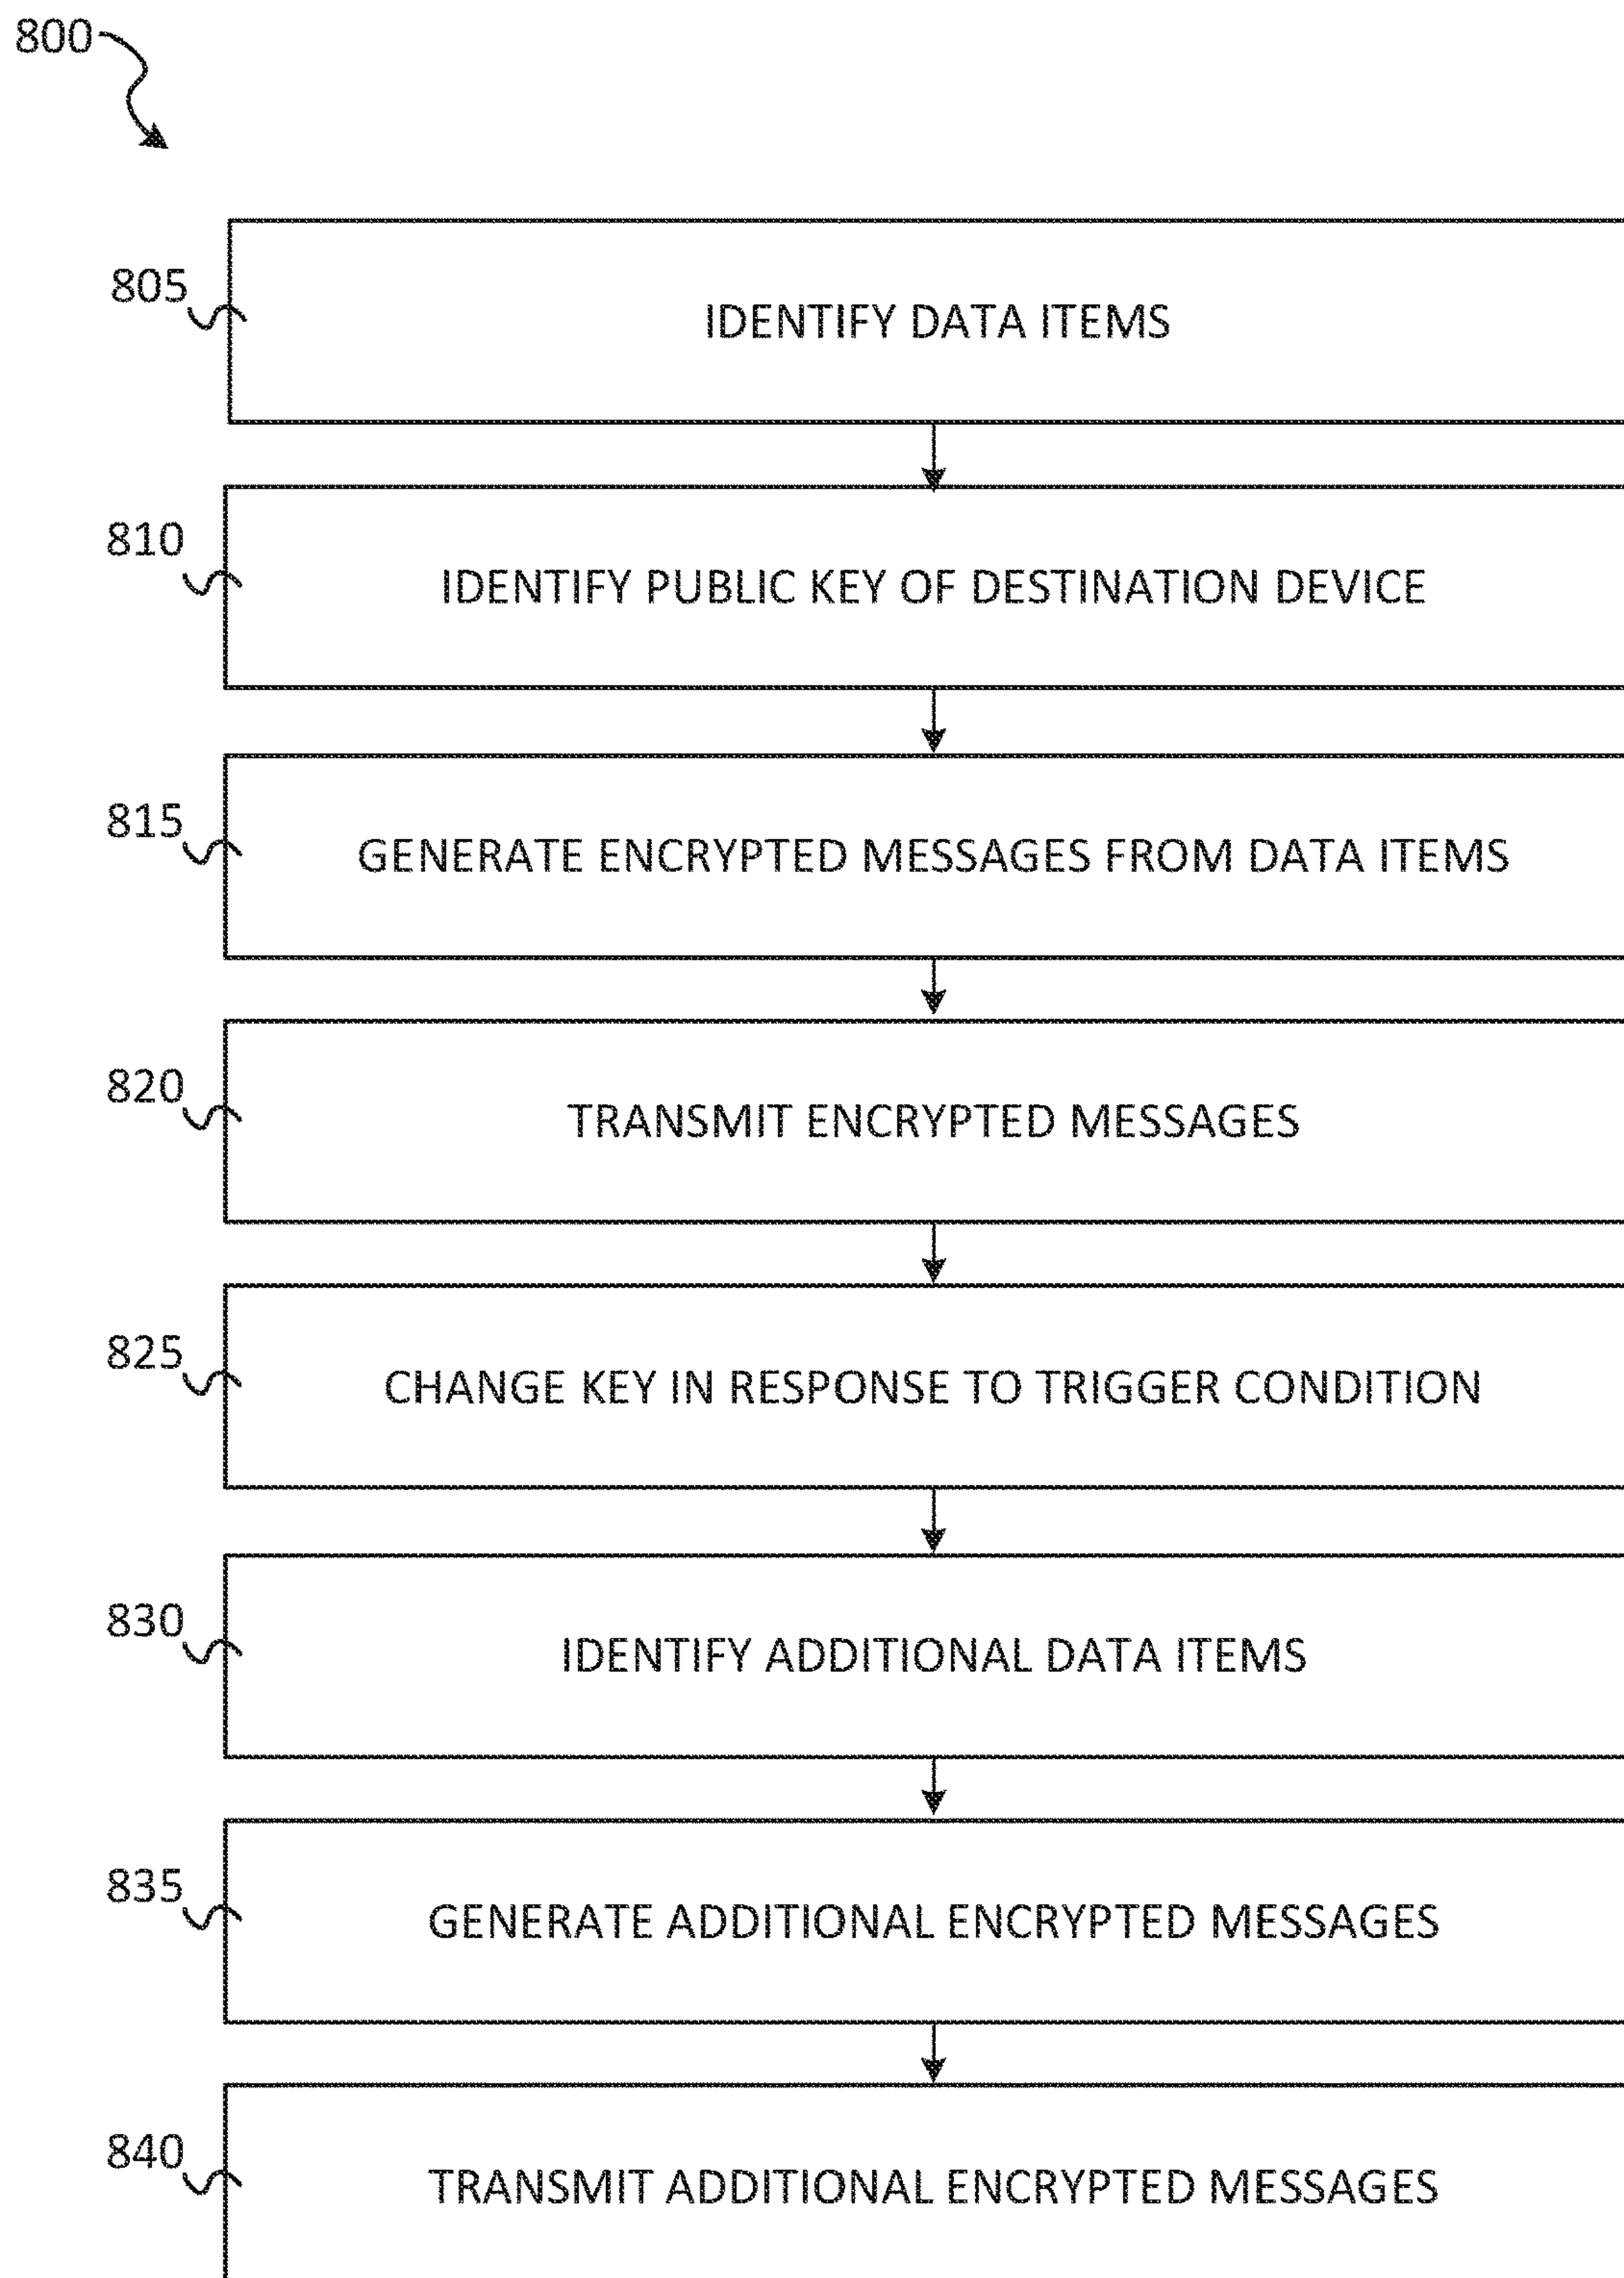 800
805
IDENTIFY DATA ITEMS
810
IDENTIFY PUBLIC KEY OF DESTINATION DEVICE
815
GENERATE ENCRYPTED MESSAGES FROM DATA ITEMS
820
TRANSMIT ENCRYPTED MESSAGES
825
CHANGE KEY IN RESPONSE TO TRIGGER CONDITION
830
IDENTIFY ADDITIONAL DATA ITEMS
835
GENERATE ADDITIONAL ENCRYPTED MESSAGES
840
TRANSMIT ADDITIONAL ENCRYPTED MESSAGES